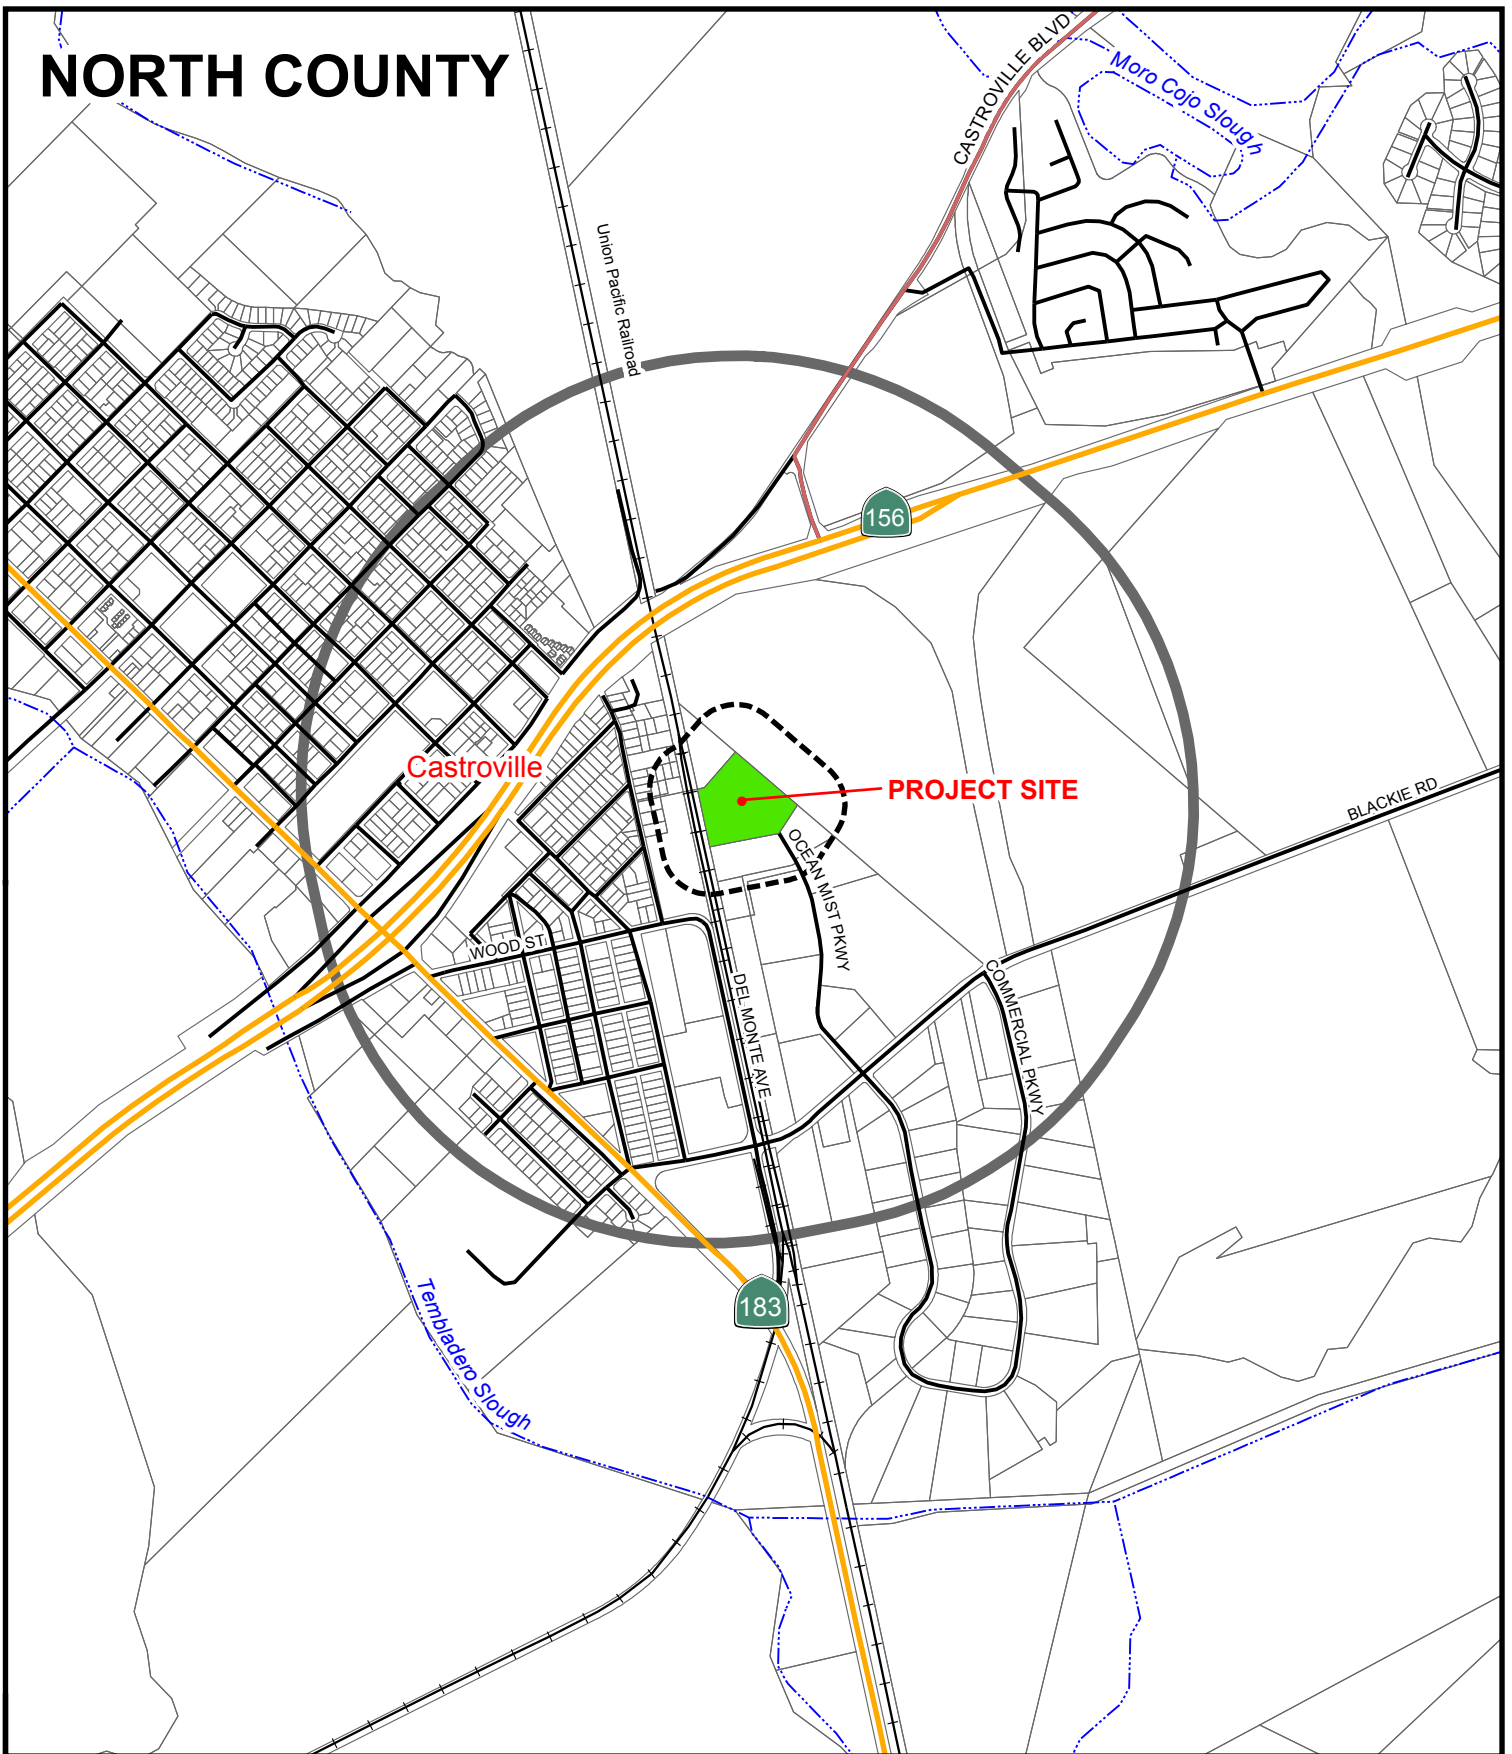 NORTH COUNTY
CASTROVILLE BLVD
Moro Cojo Slough
Union Pacific Railroad
156
Castroville
PROJECT SITE
BLACKIE RD
OCEAN MIST PKWY
WOOD ST
DEL MONTE AVE
COMMERCIAL PKWY
183
Tembladero Slough